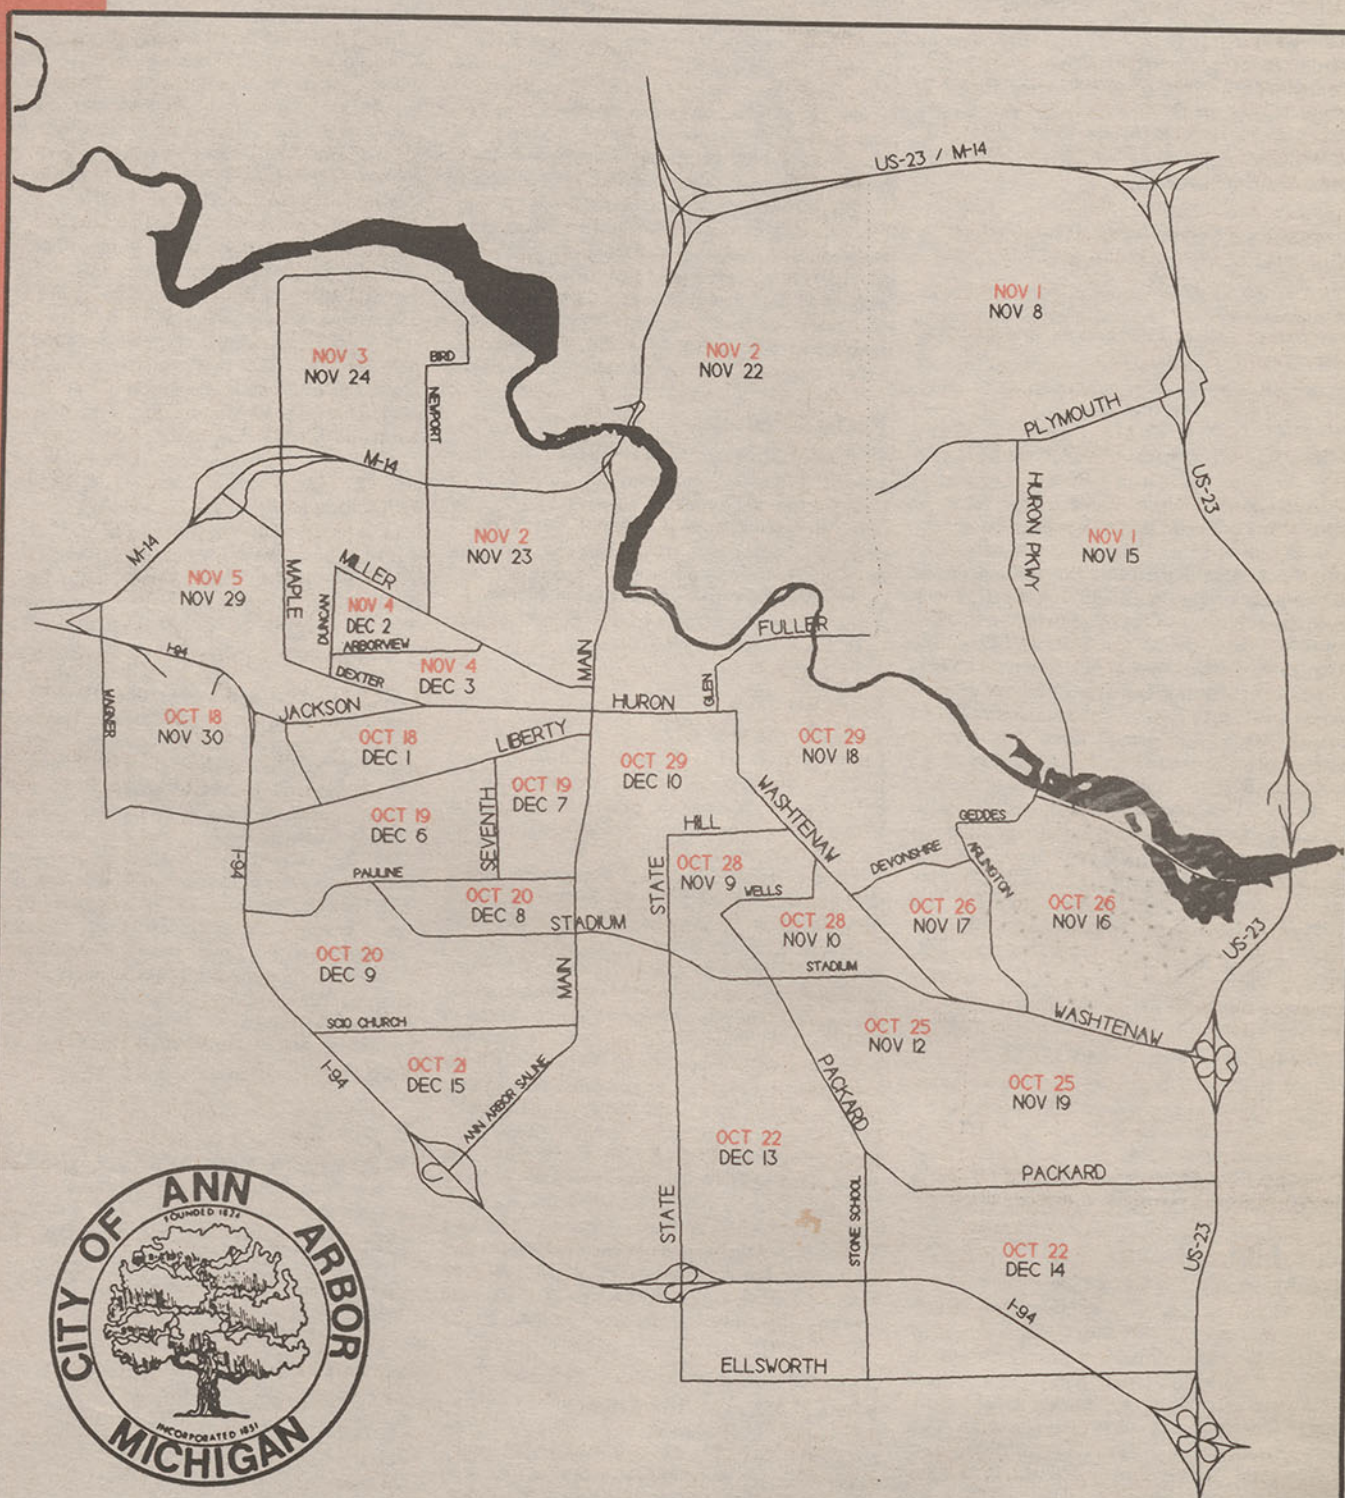 US-23 / M-14
NOV 1
NOV 8
NOV 2
NOV 22
NOV 3
NOV 24
BIRD
NEWPORT
PLYMOUTH
M-14
US-23
HURON PKWY
NOV 1
NOV 15
NOV 2
NOV 23
M-14
MILLER
NOV 5
NOV 29
MAPLE
DUNCAN
NOV 4
DEC 2
ARBORVIEW
FULLER
I-94
DEXTER
NOV 4
DEC 3
MAIN
GLEN
WAGNER
JACKSON
HURON
OCT 18
NOV 30
OCT 18
DEC 1
LIBERTY
OCT 29
NOV 18
OCT 29
DEC 10
OCT 19
DEC 7
WASHTENAW
OCT 19
DEC 6
SEVENTH
HILL
GEDDES
I-94
PAULINE
STATE
OCT 28
NOV 9
WELLS
DEVONSHIRE
ARLINGTON
OCT 20
DEC 8
STADIUM
OCT 28
NOV 10
OCT 26
NOV 17
OCT 26
NOV 16
US-23
OCT 20
DEC 9
MAIN
STADIUM
SCIO CHURCH
OCT 25
NOV 12
WASHTENAW
I-94
OCT 21
DEC 15
ANN ARBOR SALINE
PACKARD
OCT 25
NOV 19
OCT 22
DEC 13
PACKARD
STATE
STONE SCHOOL
OCT 22
DEC 14
US-23
I-94
ELLSWORTH
CITY OF ANN ARBOR
FOUNDED 1824
INCORPORATED 1851
MICHIGAN